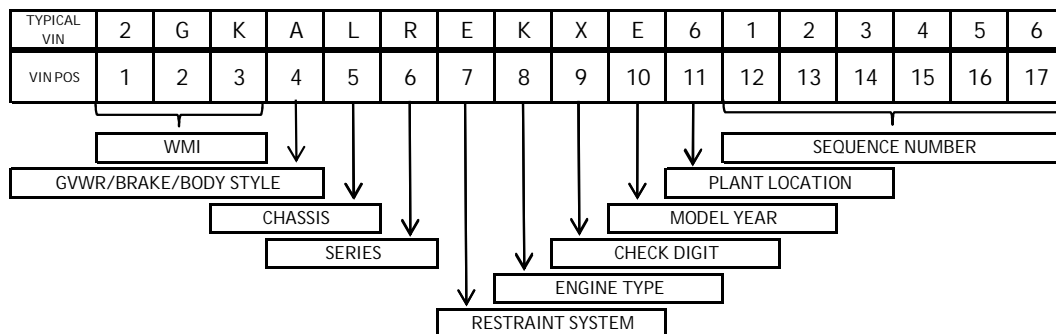 TYPICAL VIN 2 G K A L R E K X E 6 1 2 3 4 5 6
VIN POS 1 2 3 4 5 6 7 8 9 10 11 12 13 14 15 16 17
WMI SEQUENCE NUMBER
GVWR/BRAKE/BODY STYLE PLANT LOCATION
CHASSIS MODEL YEAR
SERIES CHECK DIGIT
ENGINE TYPE
RESTRAINT SYSTEM